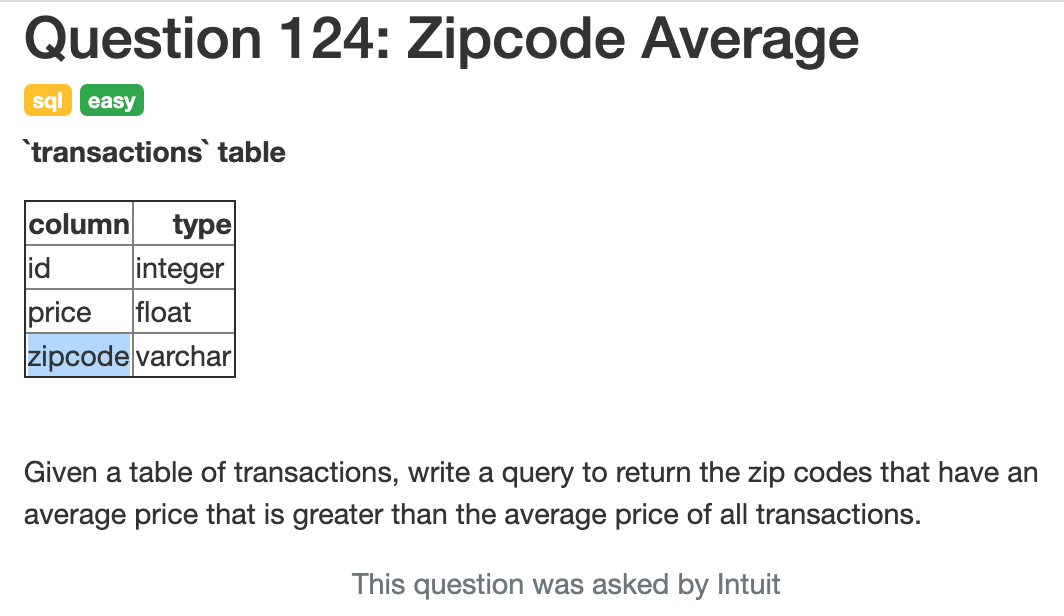 Question 124: Zipcode Average
sql easy
`transactions` table
column type
id integer
price float
zipcode varchar
Given a table of transactions, write a query to return the zip codes that have an
average price that is greater than the average price of all transactions.
This question was asked by Intuit